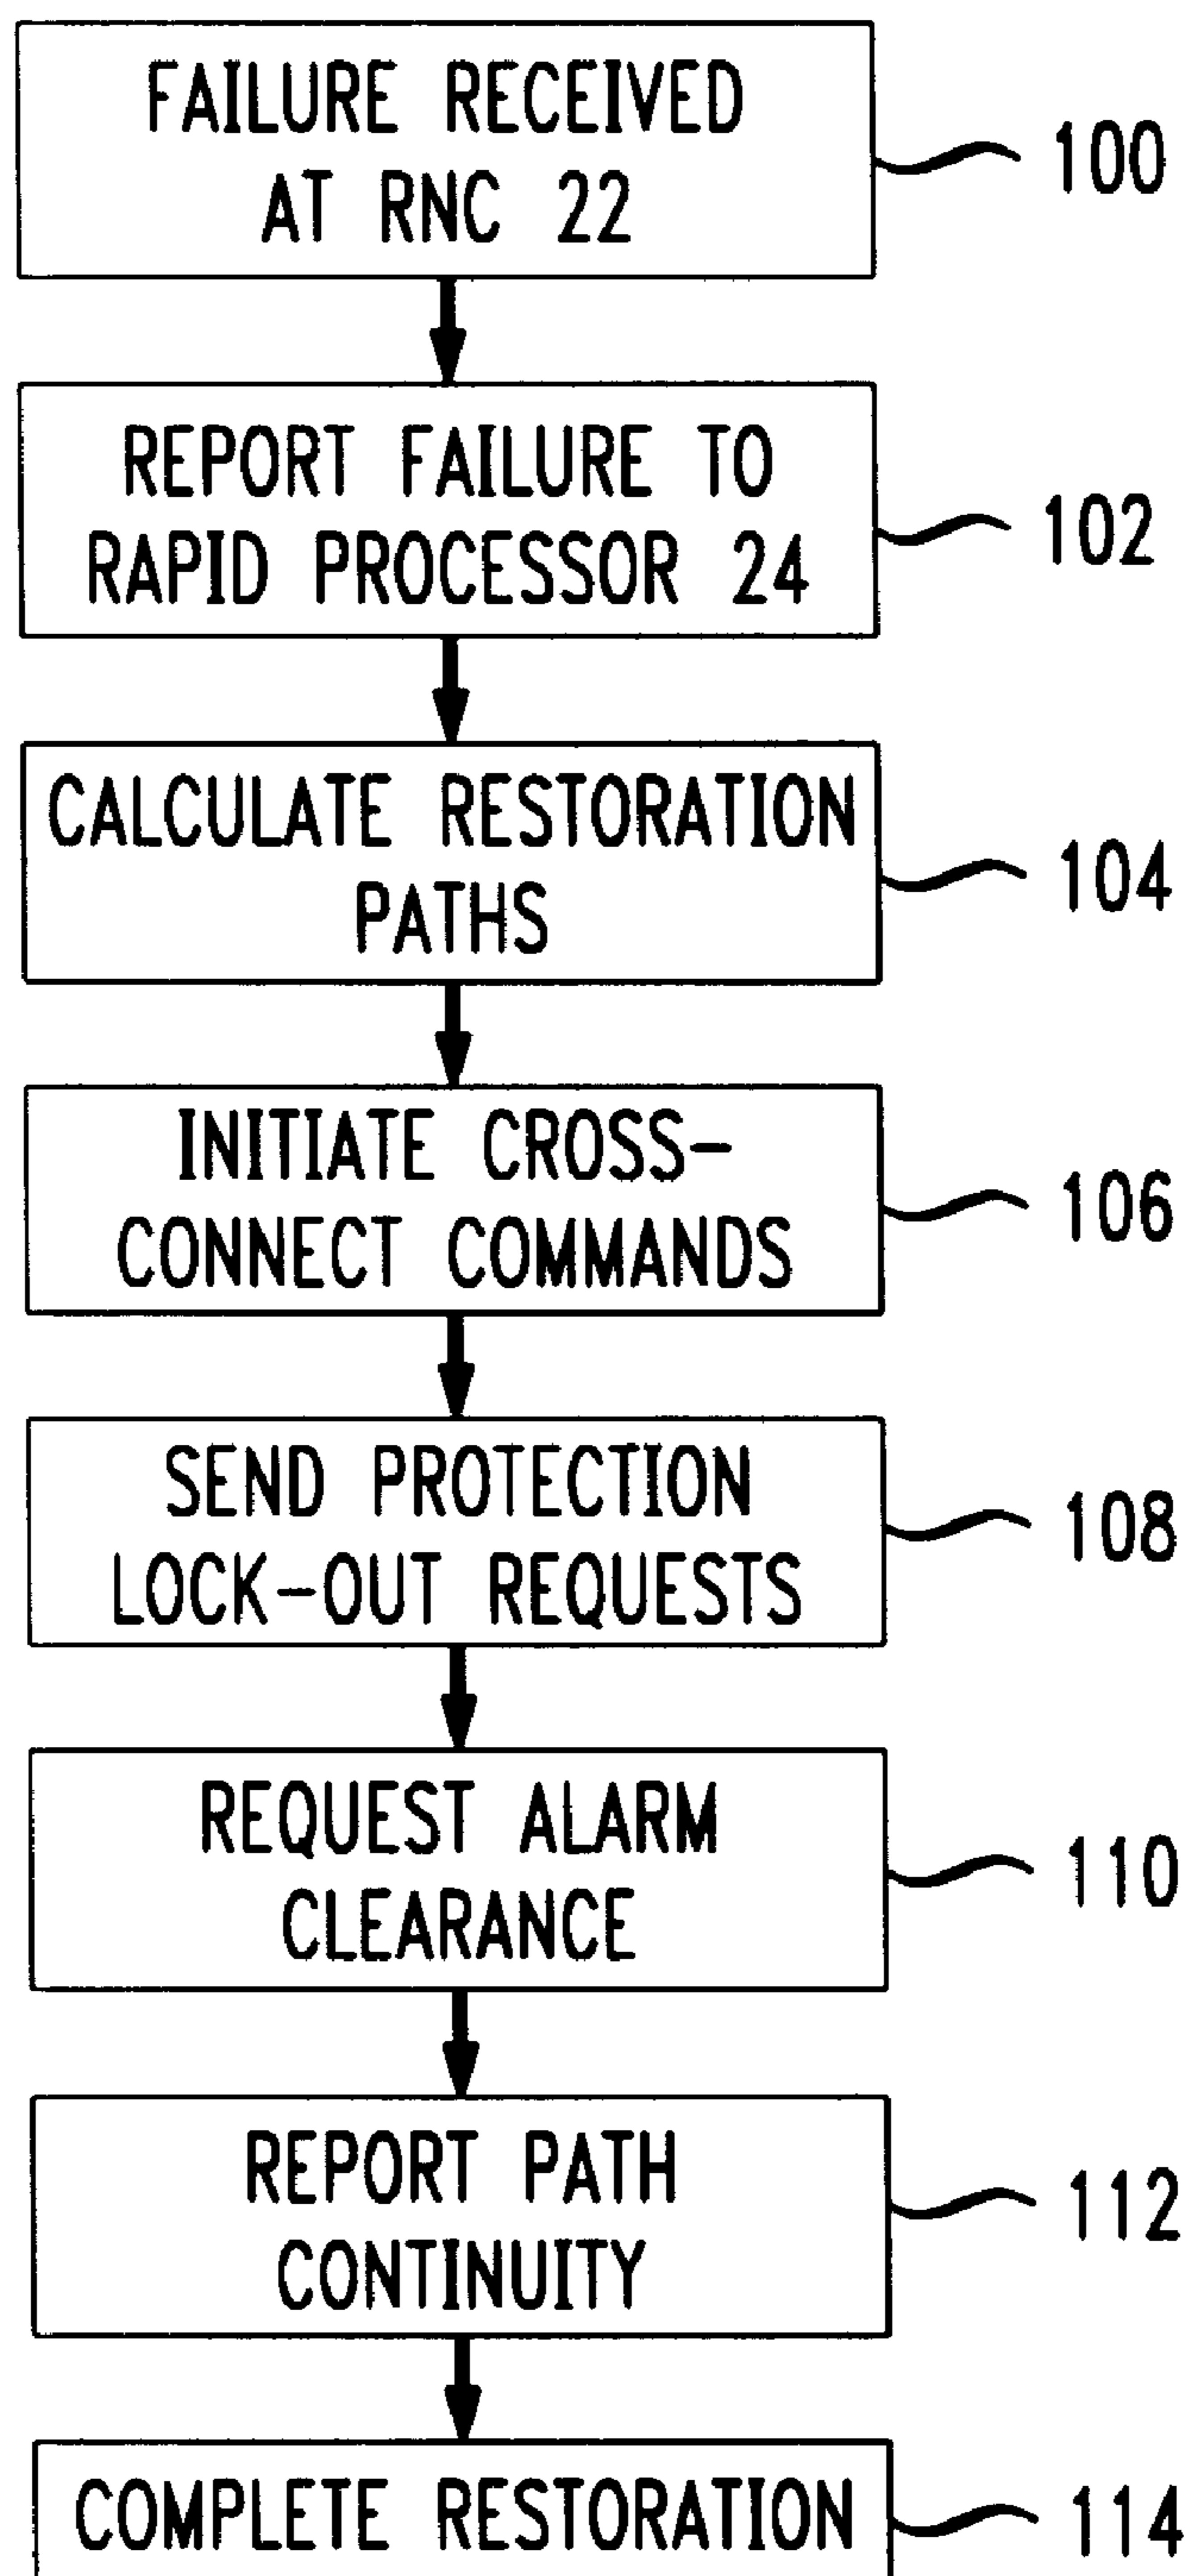 FAILURE RECEIVED
AT RNC 22
100
REPORT FAILURE TO
RAPID PROCESSOR 24
102
CALCULATE RESTORATION
PATHS
104
INITIATE CROSS-
CONNECT COMMANDS
106
SEND PROTECTION
LOCK-OUT REQUESTS
108
REQUEST ALARM
CLEARANCE
110
REPORT PATH
CONTINUITY
112
COMPLETE RESTORATION
114